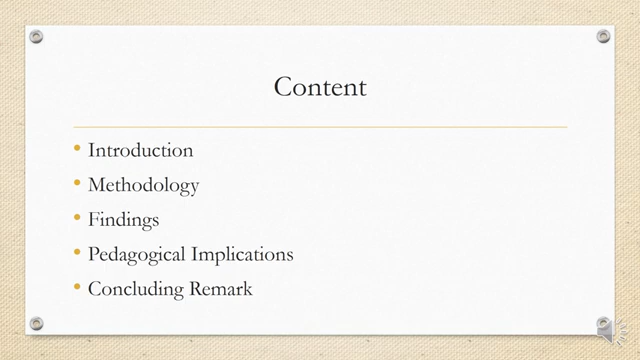 Content
• Introduction
• Methodology
• Findings
• Pedagogical Implications
• Concluding Remark